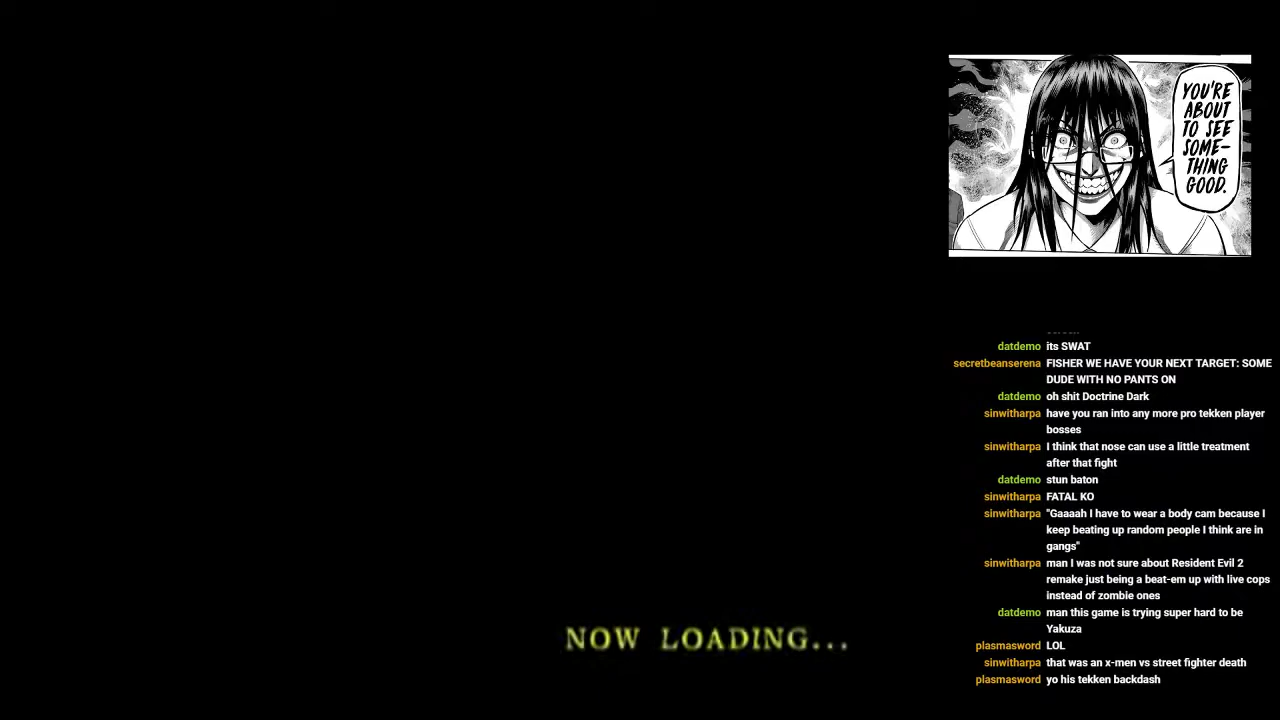 YOU'RE
ABOUT
TO SEE
SOME-
THING
GOOD.
datdemo its SWAT
secretbeanserena FISHER WE HAVE YOUR NEXT TARGET: SOME
DUDE WITH NO PANTS ON
datdemo oh shit Doctrine Dark
sinwitharpa have you ran into any more pro tekken player
bosses
sinwitharpa I think that nose can use a little treatment
after that fight
datdemo stun baton
sinwitharpa FATAL KO
sinwitharpa "Gaaaah I have to wear a body cam because I
keep beating up random people I think are in
gangs"
sinwitharpa man I was not sure about Resident Evil 2
remake just being a beat-em up with live cops
instead of zombie ones
datdemo man this game is trying super hard to be
Yakuza
plasmasword LOL
sinwitharpa that was an x-men vs street fighter death
plasmasword yo his tekken backdash
NOW LOADING...